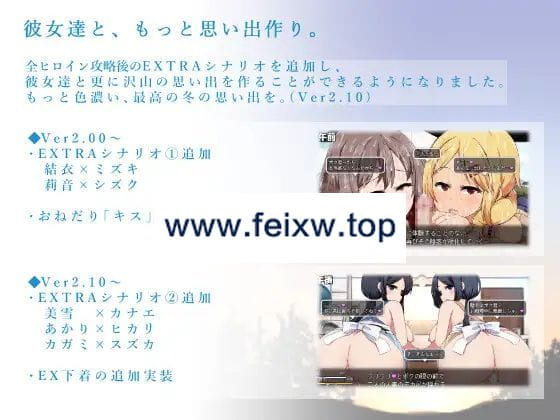 彼女達と、もっと思い出作り。
全ヒロイン攻略後のEXTRAシナリオを追加し、
彼女達と更に沢山の思い出を作ることができるようになりました。
もっと色濃い、最高の冬の思い出を。(Ver2.10)
◆Ver2.00～
・EXTRAシナリオ①追加
結衣×ミズキ
莉音×シズク
・おねだり「キス」
www.feixw.top
午前
◆Ver2.10～
・EXTRAシナリオ②追加
美雪　×カナエ
あかり×ヒカリ
カガミ×スズカ
・EX下着の追加実装